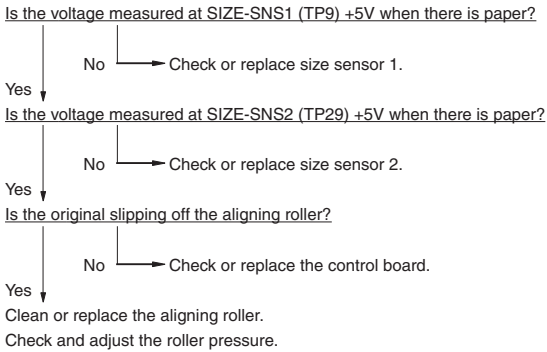 Is the voltage measured at SIZE-SNS1 (TP9) +5V when there is paper?
No Check or replace size sensor 1.
Yes
Is the voltage measured at SIZE-SNS2 (TP29) +5V when there is paper?
No Check or replace size sensor 2.
Yes
Is the original slipping off the aligning roller?
No Check or replace the control board.
Yes
Clean or replace the aligning roller.
Check and adjust the roller pressure.